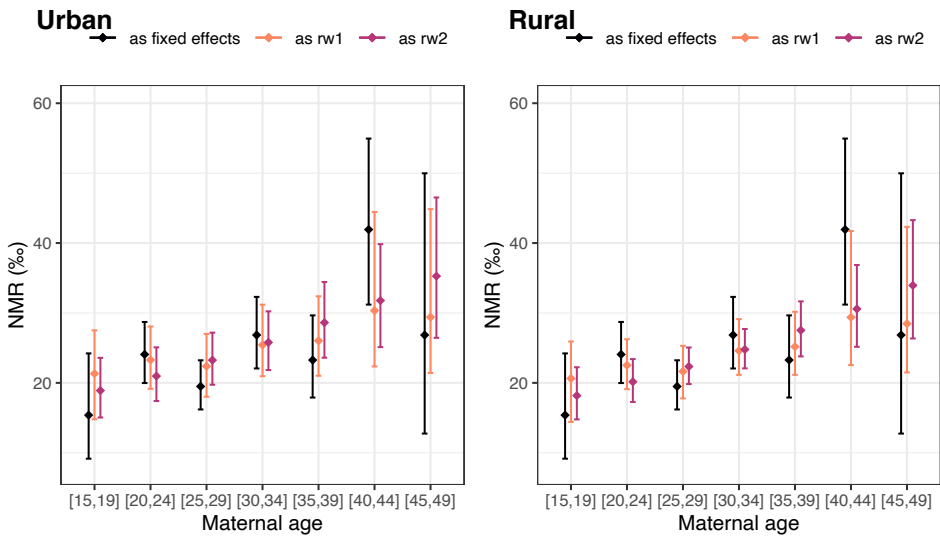 Urban
as fixed effects as rw1 as rw2
60
40
20
NMR (‰)
[15,19] [20,24] [25,29] [30,34] [35,39] [40,44] [45,49]
Maternal age
Rural
as fixed effects as rw1 as rw2
60
40
20
NMR (‰)
[15,19] [20,24] [25,29] [30,34] [35,39] [40,44] [45,49]
Maternal age